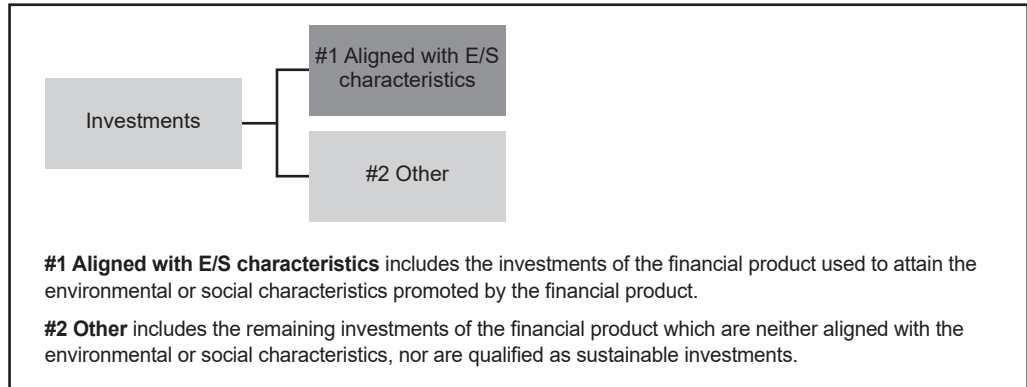 #1 Aligned with E/S
characteristics
Investments
#2 Other
#1 Aligned with E/S characteristics includes the investments of the financial product used to attain the
environmental or social characteristics promoted by the financial product.
#2 Other includes the remaining investments of the financial product which are neither aligned with the
environmental or social characteristics, nor are qualified as sustainable investments.